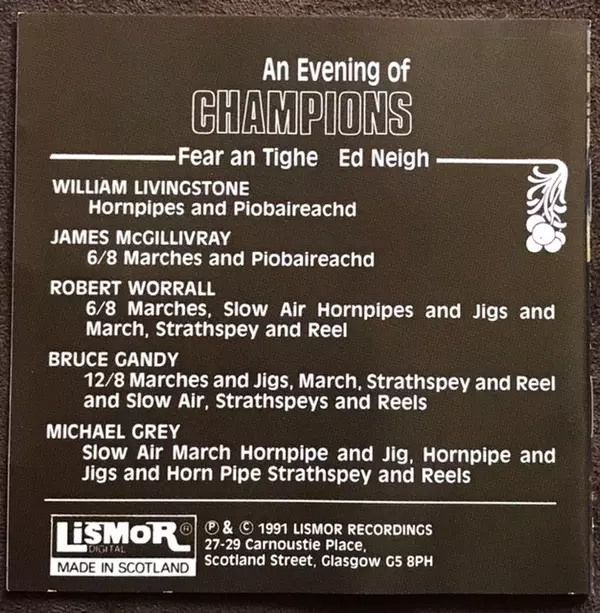 An Evening of
CHAMPIONS
Fear an Tighe Ed Neigh
WILLIAM LIVINGSTONE
Hornpipes and Piobaireachd
JAMES McGILLIVRAY
6/8 Marches and Piobaireachd
ROBERT WORRALL
6/8 Marches, Slow Air Hornpipes and Jigs and
March, Strathspey and Reel
BRUCE GANDY
12/8 Marches and Jigs, March, Strathspey and Reel
and Slow Air, Strathspeys and Reels
MICHAEL GREY
Slow Air March Hornpipe and Jig, Hornpipe and
Jigs and Horn Pipe Strathspey and Reels
LISMOR ®
DIGITAL
MADE IN SCOTLAND
℗ & © 1991 LISMOR RECORDINGS
27-29 Carnoustie Place,
Scotland Street, Glasgow G5 8PH